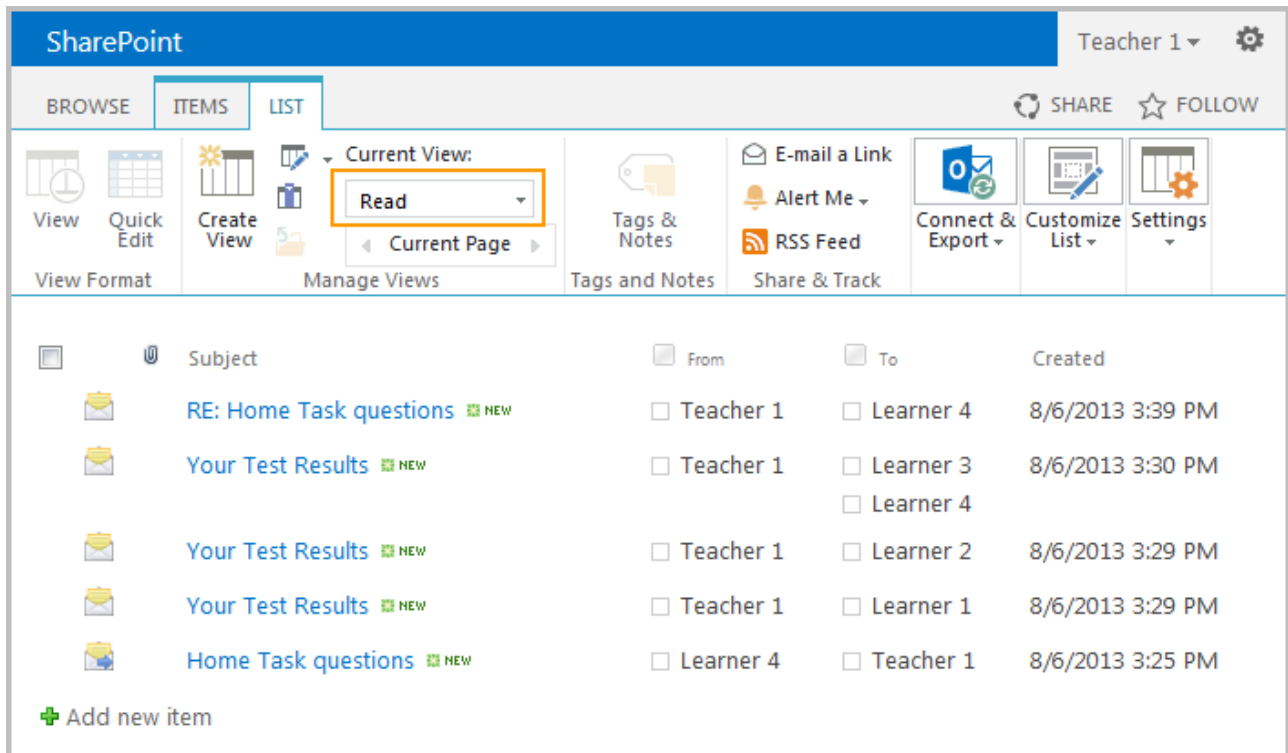 SharePoint
Teacher 1
BROWSE ITEMS LIST SHARE FOLLOW
View
Quick Edit
View Format
Create View
Current View:
Read
Current Page
Manage Views
Tags & Notes
Tags and Notes
E-mail a Link
Alert Me
RSS Feed
Share & Track
Connect & Export
Customize List
Settings
Subject From To Created
RE: Home Task questions NEW Teacher 1 Learner 4 8/6/2013 3:39 PM
Your Test Results NEW Teacher 1 Learner 3 8/6/2013 3:30 PM
Learner 4
Your Test Results NEW Teacher 1 Learner 2 8/6/2013 3:29 PM
Your Test Results NEW Teacher 1 Learner 1 8/6/2013 3:29 PM
Home Task questions NEW Learner 4 Teacher 1 8/6/2013 3:25 PM
Add new item